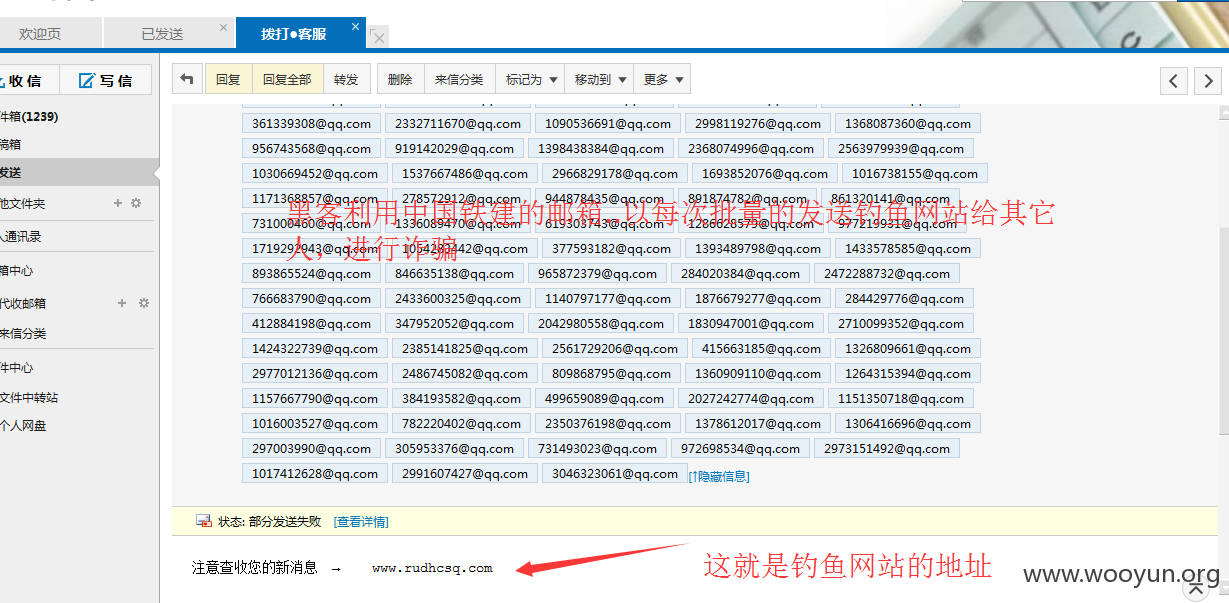 欢迎页 已发送 拨打●客服
收信 写信 回复 回复全部 转发 删除 来信分类 标记为 移动到 更多
件箱(1239)
稿箱
发送
他文件夹
人通讯录
箱中心
代收邮箱
来信分类
件中心
文件中转站
个人网盘
361339308@qq.com 2332711670@qq.com 1090536691@qq.com 2998119276@qq.com 1368087360@qq.com
956743568@qq.com 919142029@qq.com 1398438384@qq.com 2368074996@qq.com 2563979939@qq.com
1030669452@qq.com 1537667486@qq.com 2966829178@qq.com 1693852076@qq.com 1016738155@qq.com
1171368857@qq.com 278572912@qq.com 944878435@qq.com 891874782@qq.com 861320141@qq.com
黑客利用中国铁建的邮箱，以每次批量的发送钓鱼网站给其它
人，进行诈骗
731000460@qq.com 1336089470@qq.com 619303743@qq.com 1286628579@qq.com 977219931@qq.com
377593182@qq.com 1393489798@qq.com 1433578585@qq.com
893865524@qq.com 846635138@qq.com 965872379@qq.com 284020384@qq.com 2472288732@qq.com
766683790@qq.com 2433600325@qq.com 1140797177@qq.com 1876679277@qq.com 284429776@qq.com
412884198@qq.com 347952052@qq.com 2042980558@qq.com 1830947001@qq.com 2710099352@qq.com
1424322739@qq.com 2385141825@qq.com 2561729206@qq.com 415663185@qq.com 1326809661@qq.com
2977012136@qq.com 2486745082@qq.com 809868795@qq.com 1360909110@qq.com 1264315394@qq.com
1157667790@qq.com 384193582@qq.com 499659089@qq.com 2027242774@qq.com 1151350718@qq.com
1016003527@qq.com 782220402@qq.com 2350376198@qq.com 1378612017@qq.com 1306416696@qq.com
297003990@qq.com 305953376@qq.com 731493023@qq.com 972698534@qq.com 2973151492@qq.com
1017412628@qq.com 2991607427@qq.com 3046323061@qq.com [↑隐藏信息]
状态: 部分发送失败 [查看详情]
注意查收您的新消息 → www.rudhcsq.com
这就是钓鱼网站的地址
www.wooyun.org